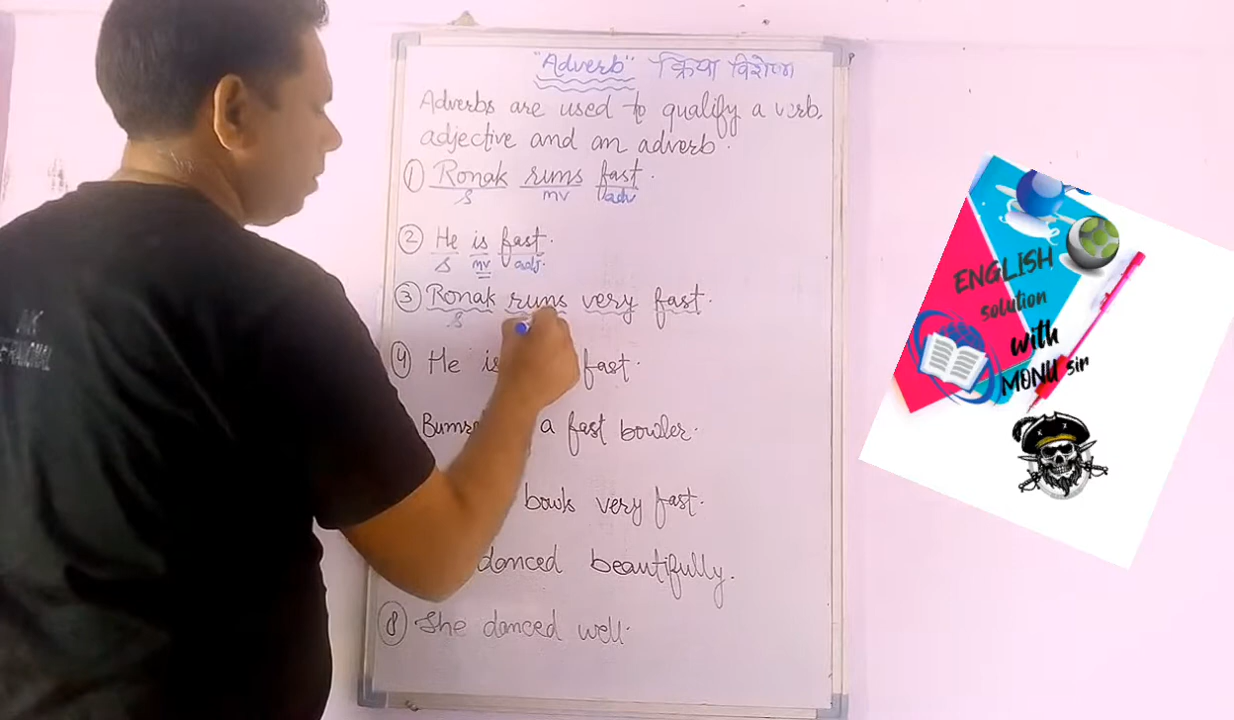 "Adverb" क्रिया विशेषण
Adverbs are used to qualify a verb,
adjective and an adverb.
① Ronak runs fast.
S mv adv
② He is fast.
S mv adj.
③ Ronak runs very fast.
S
④ He is fast.
a fast bowler.
bowls very fast.
danced beautifully.
⑧ She danced well.
ENGLISH
solution
with
MONU sir